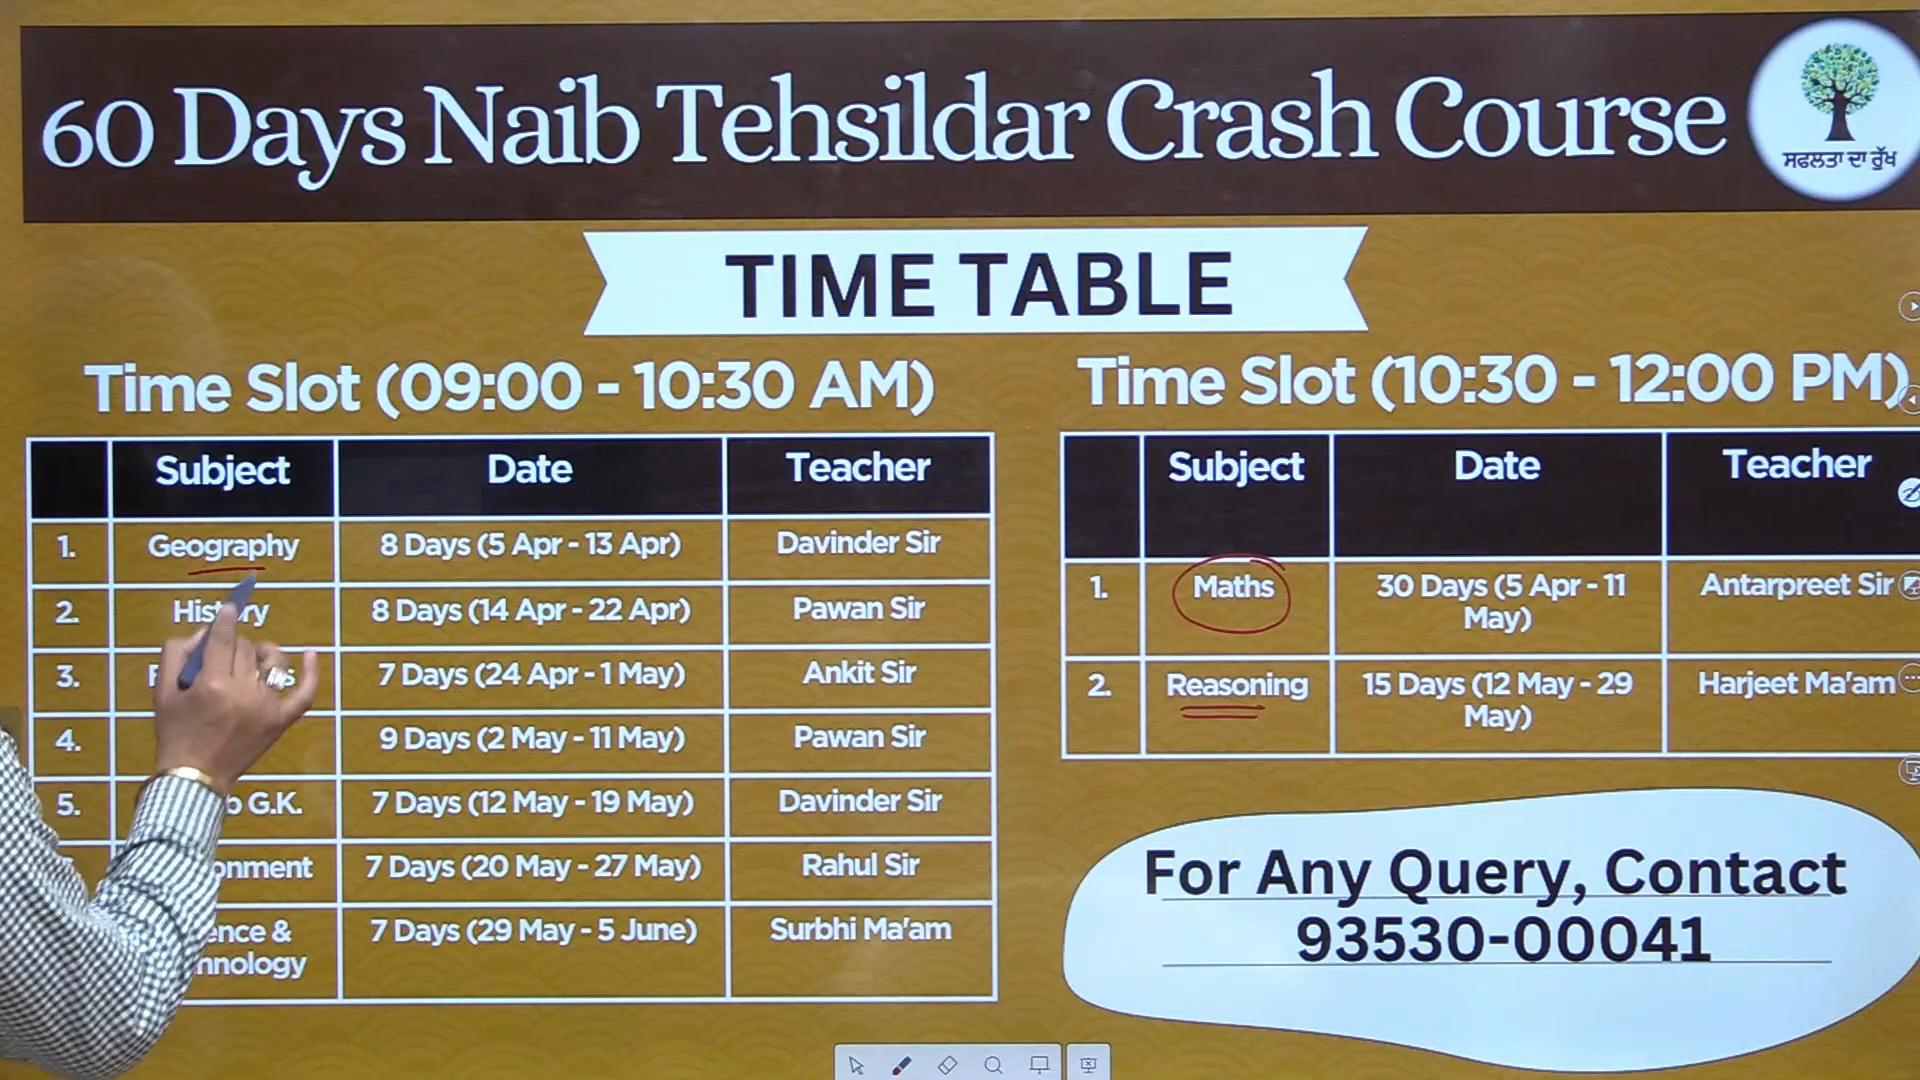 60 Days Naib Tehsildar Crash Course
ਸਫਲਤਾ ਦਾ ਰੁੱਖ
TIME TABLE
Time Slot (09:00 - 10:30 AM)
Subject Date Teacher
1. Geography 8 Days (5 Apr - 13 Apr) Davinder Sir
2. 8 Days (14 Apr - 22 Apr) Pawan Sir
3. 7 Days (24 Apr - 1 May) Ankit Sir
4. 9 Days (2 May - 11 May) Pawan Sir
5. G.K. 7 Days (12 May - 19 May) Davinder Sir
7 Days (20 May - 27 May) Rahul Sir
& 7 Days (29 May - 5 June) Surbhi Ma'am
Time Slot (10:30 - 12:00 PM)
Subject Date Teacher
1. Maths 30 Days (5 Apr - 11 May) Antarpreet Sir
2. Reasoning 15 Days (12 May - 29 May) Harjeet Ma'am
For Any Query, Contact
93530-00041